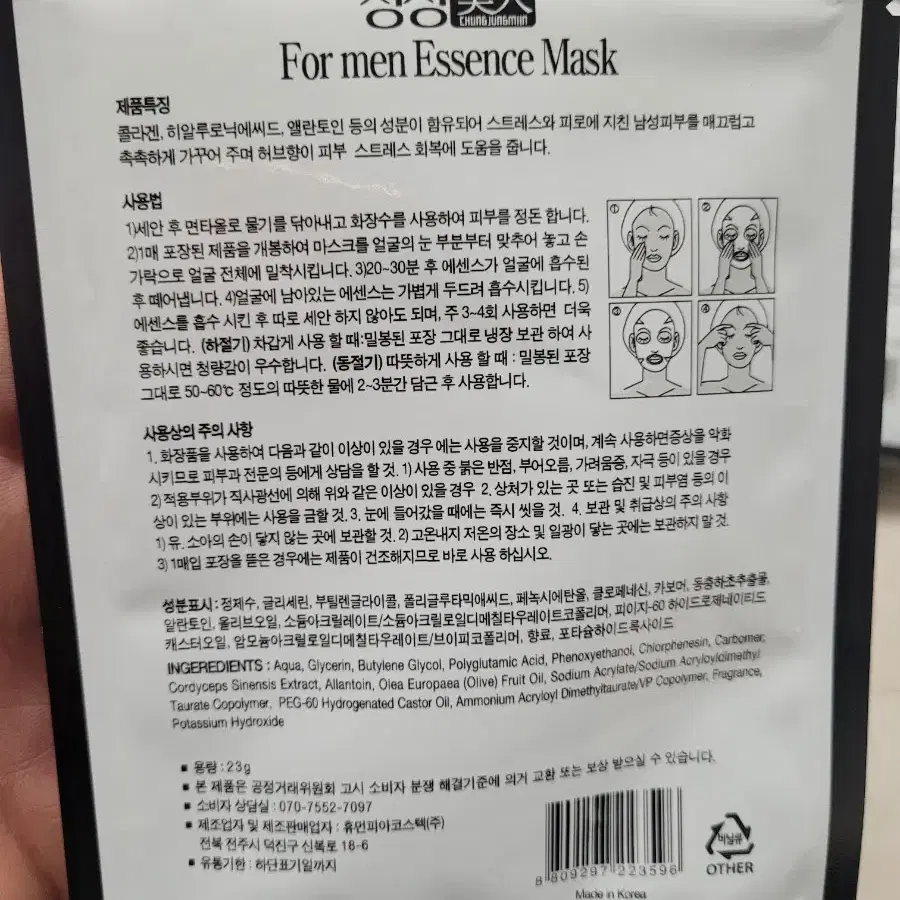 청정 美人
CHUNGJUNGMIIN
For men Essence Mask
제품특징
콜라겐, 히알루로닉에씨드, 앨란토인 등의 성분이 함유되어 스트레스와 피로에 지친 남성피부를 매끄럽고
촉촉하게 가꾸어 주며 허브향이 피부 스트레스 회복에 도움을 줍니다.
사용법
1)세안 후 면타올로 물기를 닦아내고 화장수를 사용하여 피부를 정돈 합니다.
2)1매 포장된 제품을 개봉하여 마스크를 얼굴의 눈 부분부터 맞추어 놓고 손
가락으로 얼굴 전체에 밀착시킵니다. 3)20~30분 후 에센스가 얼굴에 흡수된
후 떼어냅니다. 4)얼굴에 남아있는 에센스는 가볍게 두드려 흡수시킵니다. 5)
에센스를 흡수 시킨 후 따로 세안 하지 않아도 되며, 주 3~4회 사용하면 더욱
좋습니다. (하절기) 차갑게 사용 할 때:밀봉된 포장 그대로 냉장 보관 하여 사
용하시면 청량감이 우수합니다. (동절기) 따뜻하게 사용 할 때 : 밀봉된 포장
그대로 50~60℃ 정도의 따뜻한 물에 2~3분간 담근 후 사용합니다.
① ②
③ ④
사용상의 주의 사항
1. 화장품을 사용하여 다음과 같이 이상이 있을 경우 에는 사용을 중지할 것이며, 계속 사용하면증상을 악화
시키므로 피부과 전문의 등에게 상담을 할 것. 1) 사용 중 붉은 반점, 부어오름, 가려움증, 자극 등이 있을 경우
2) 적용부위가 직사광선에 의해 위와 같은 이상이 있을 경우 2. 상처가 있는 곳 또는 습진 및 피부염 등의 이
상이 있는 부위에는 사용을 금할 것. 3. 눈에 들어갔을 때에는 즉시 씻을 것. 4. 보관 및 취급상의 주의 사항
1) 유. 소아의 손이 닿지 않는 곳에 보관할 것. 2) 고온내지 저온의 장소 및 일광이 닿는 곳에는 보관하지 말 것.
3) 1매입 포장을 뜯은 경우에는 제품이 건조해지므로 바로 사용 하십시오.
성분표시 : 정제수, 글리세린, 부틸렌글라이콜, 폴리글루타믹애씨드, 페녹시에탄올, 클로페네신, 카보머, 동충하초추출물,
알란토인, 올리브오일, 소듐아크릴레이트/소듐아크릴로일디메칠타우레이트코폴리머, 피이지-60 하이드로제네이티드
캐스터오일, 암모늄아크릴로일디메칠타우레이트/브이피코폴리머, 향료, 포타슘하이드록사이드
INGEREDIENTS : Aqua, Glycerin, Butylene Glycol, Polyglutamic Acid, Phenoxyethanol, Chlorphenesin, Carbomer,
Cordyceps Sinensis Extract, Allantoin, Olea Europaea (Olive) Fruit Oil, Sodium Acrylate/Sodium Acryloyldimethyl
Taurate Copolymer, PEG-60 Hydrogenated Castor Oil, Ammonium Acryloyl Dimethyltaurate/VP Copolymer, Fragrance,
Potassium Hydroxide
■ 용량 : 23g
■ 본 제품은 공정거래위원회 고시 소비자 분쟁 해결기준에 의거 교환 또는 보상 받으실 수 있습니다.
■ 소비자 상담실 : 070-7552-7097
■ 제조업자 및 제조판매업자 : 휴먼피아코스텍(주)
전북 전주시 덕진구 신복로 18-6
■ 유통기한 : 하단표기일까지
8 809297 223596
Made in Korea
비닐류
OTHER